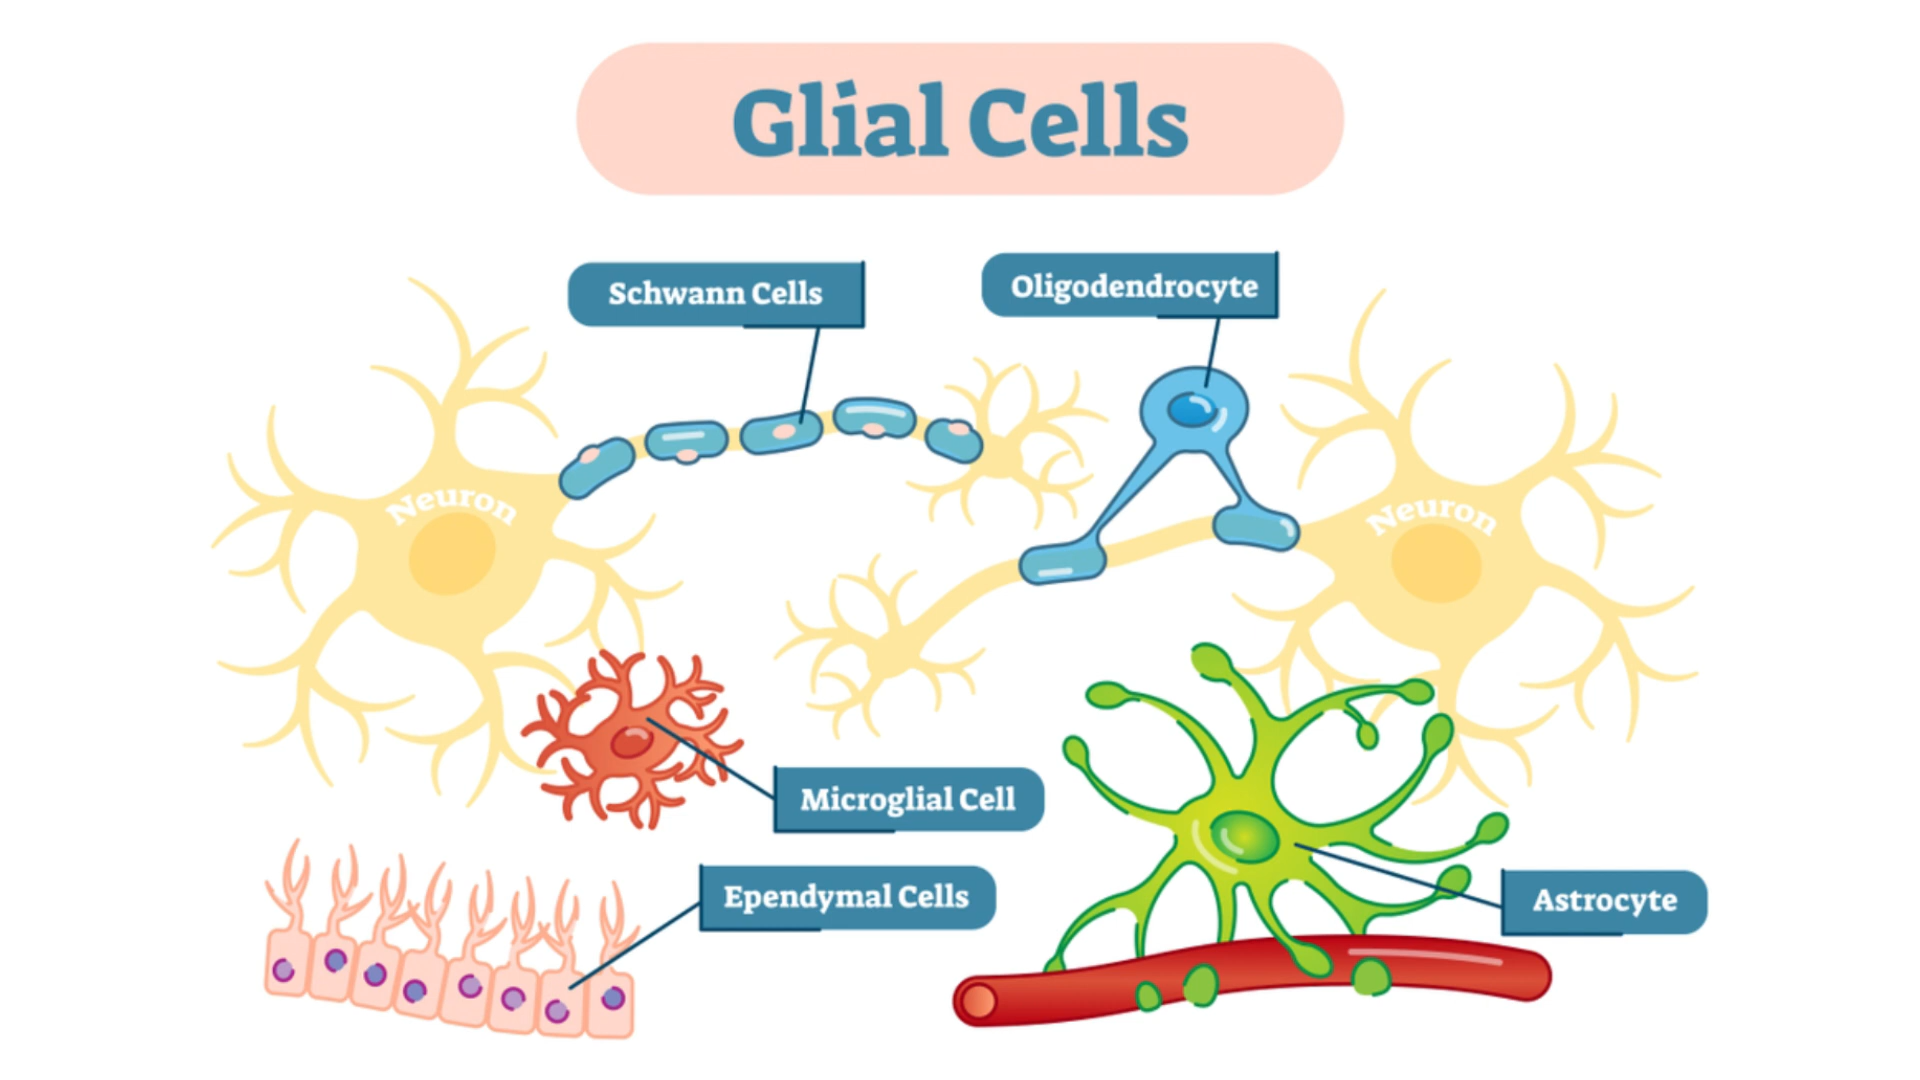 Glial Cells
Schwann Cells
Oligodendrocyte
Neuron
Neuron
Microglial Cell
Ependymal Cells
Astrocyte